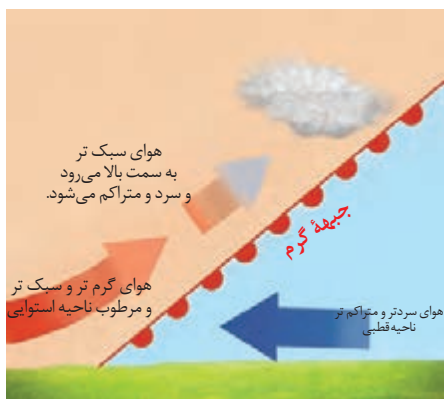 هوای سبک تر
به سمت بالا می‌رود
و سرد و متراکم می‌شود.
جبههٔ گرم
هوای گرم تر و سبک تر
و مرطوب ناحیه استوایی
هوای سردتر و متراکم تر
ناحیه قطبی